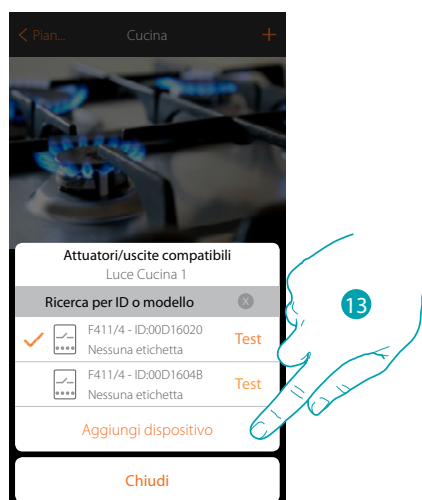 Pian... Cucina +
Attuatori/uscite compatibili
Luce Cucina 1
Ricerca per ID o modello X
F411/4 - ID:00D16020
Nessuna etichetta
Test
F411/4 - ID:00D1604B
Nessuna etichetta
Test
Aggiungi dispositivo
Chiudi
13